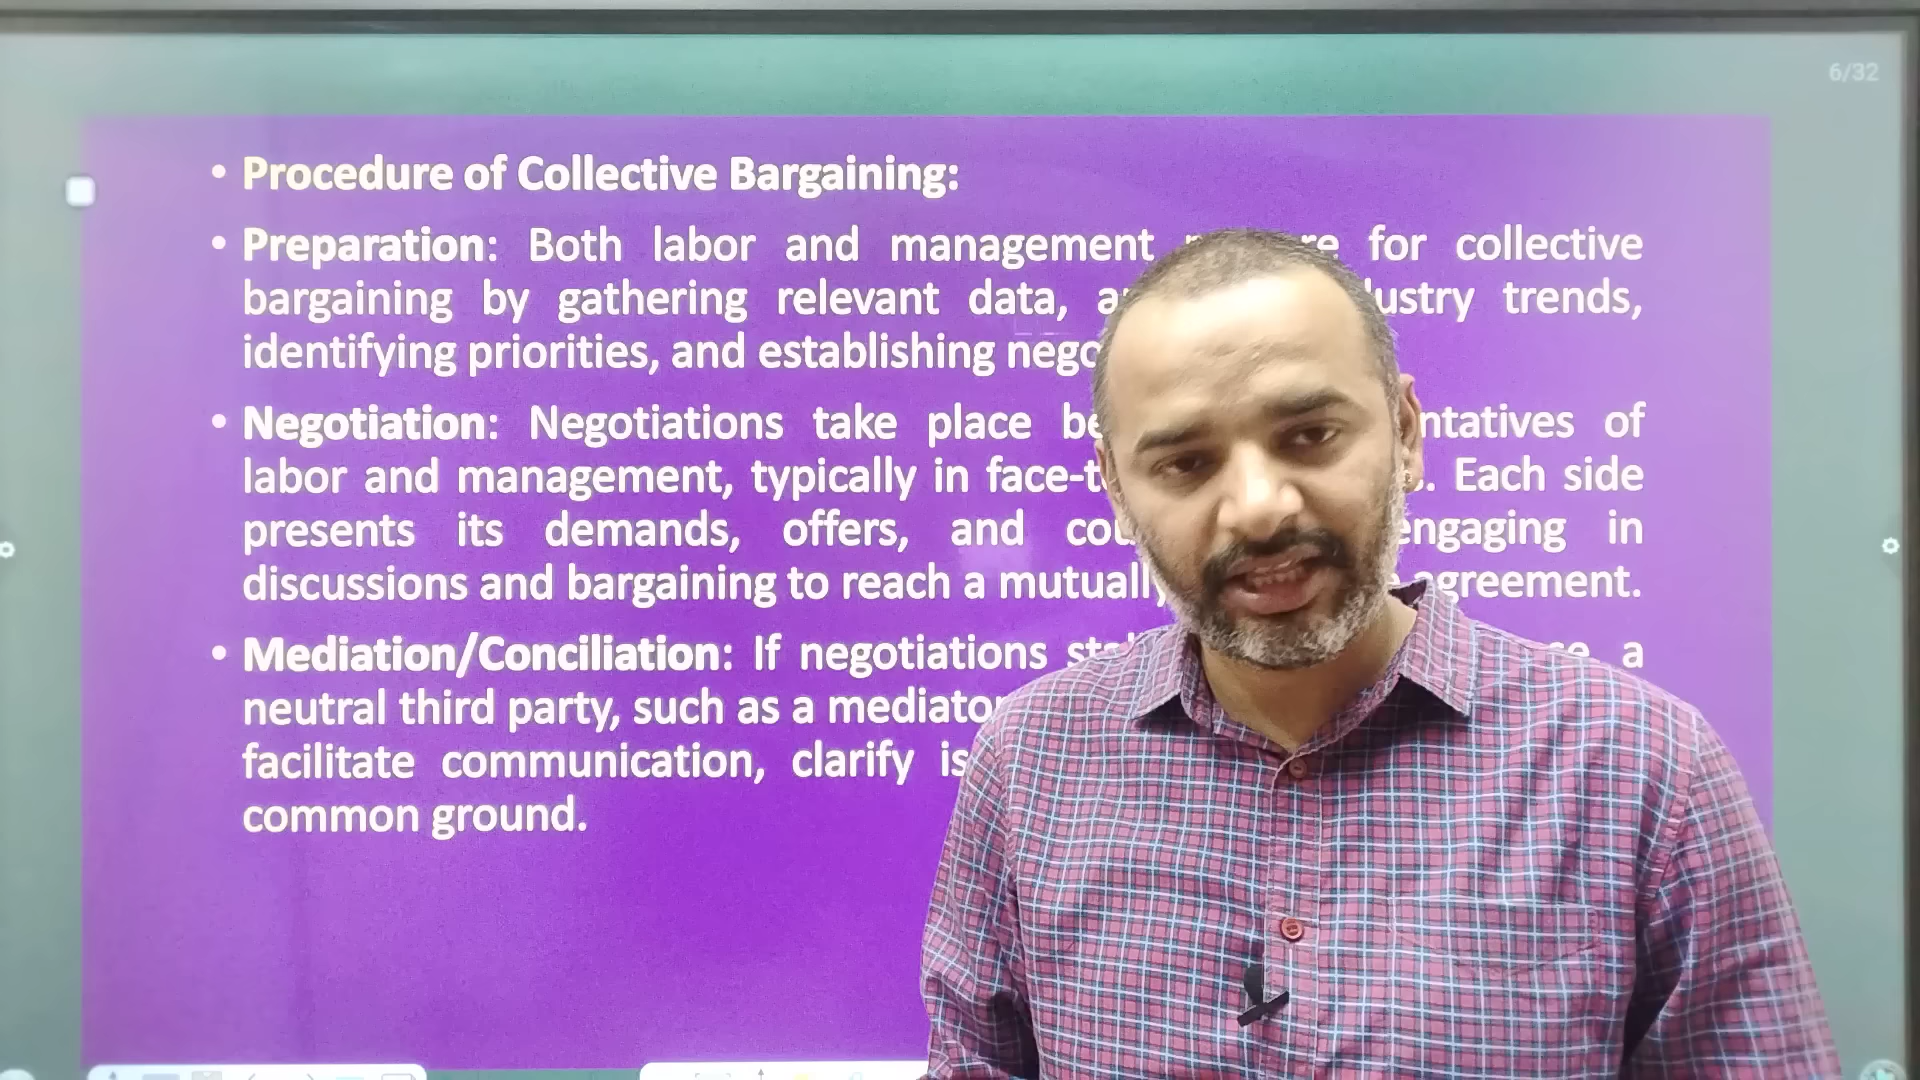 6/32
• Procedure of Collective Bargaining:
• Preparation: Both labor and management for collective
bargaining by gathering relevant data, trends,
identifying priorities, and establishing
• Negotiation: Negotiations take place of
labor and management, typically in Each side
presents its demands, offers, and engaging in
discussions and bargaining to reach a agreement.
• Mediation/Conciliation: If negotiations a
neutral third party, such as a
facilitate communication, clarify
common ground.